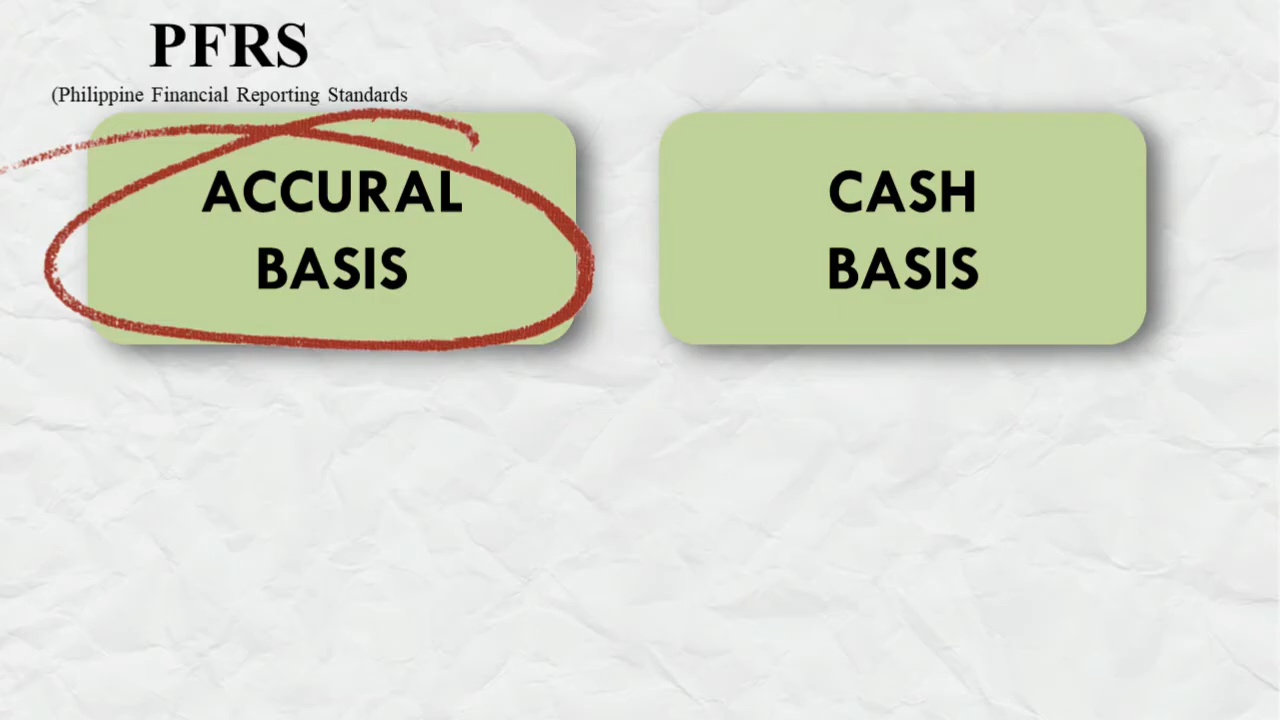 PFRS
(Philippine Financial Reporting Standards
ACCURAL
BASIS
CASH
BASIS